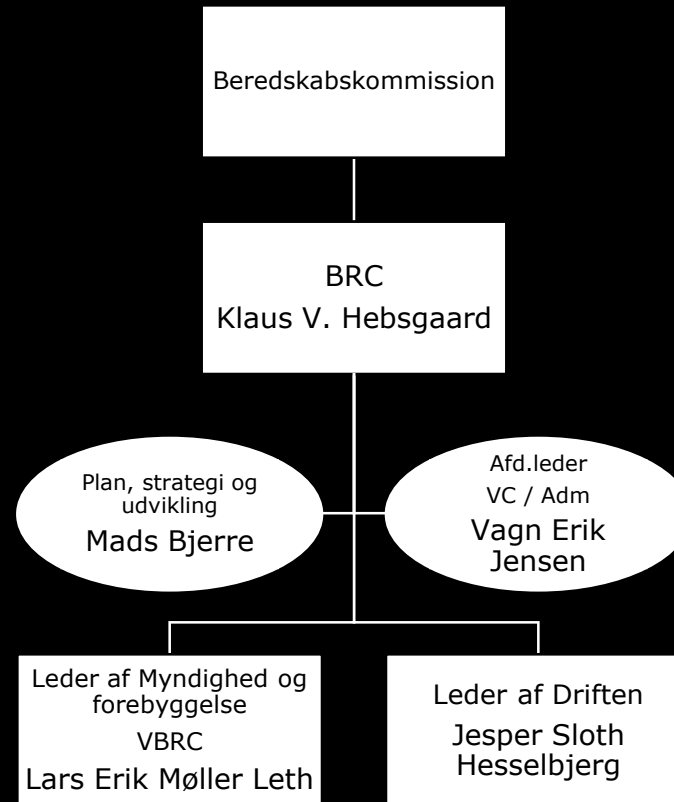 Beredskabskommission
BRC
Klaus V. Hebsgaard
Plan, strategi og
udvikling
Mads Bjerre
Afd.leder
VC / Adm
Vagn Erik
Jensen
Leder af Myndighed og
forebyggelse
VBRC
Lars Erik Møller Leth
Leder af Driften
Jesper Sloth
Hesselbjerg